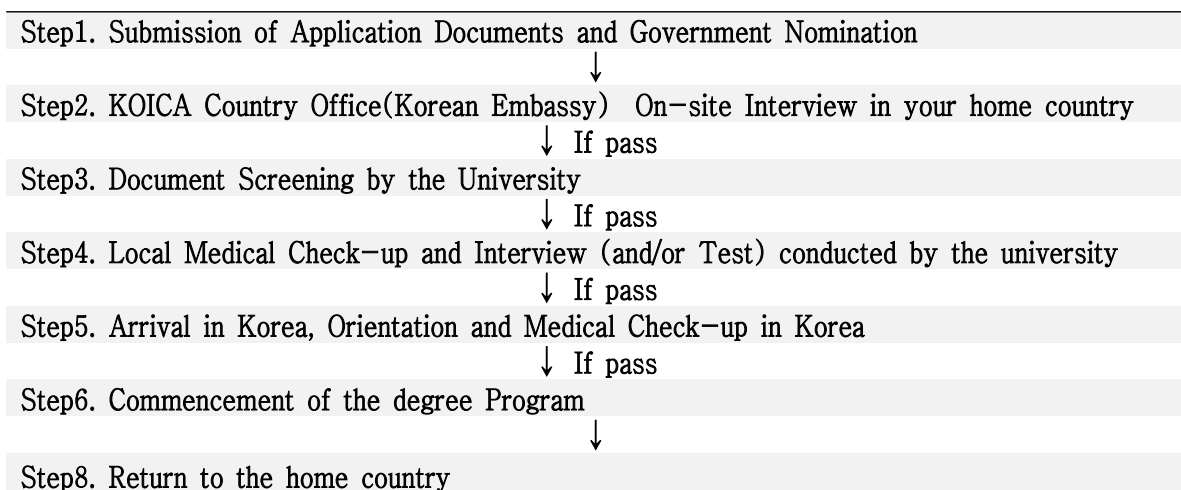 Step1. Submission of Application Documents and Government Nomination
↓
Step2. KOICA Country Office(Korean Embassy) On-site Interview in your home country
↓ If pass
Step3. Document Screening by the University
↓ If pass
Step4. Local Medical Check-up and Interview (and/or Test) conducted by the university
↓ If pass
Step5. Arrival in Korea, Orientation and Medical Check-up in Korea
↓ If pass
Step6. Commencement of the degree Program
↓
Step8. Return to the home country